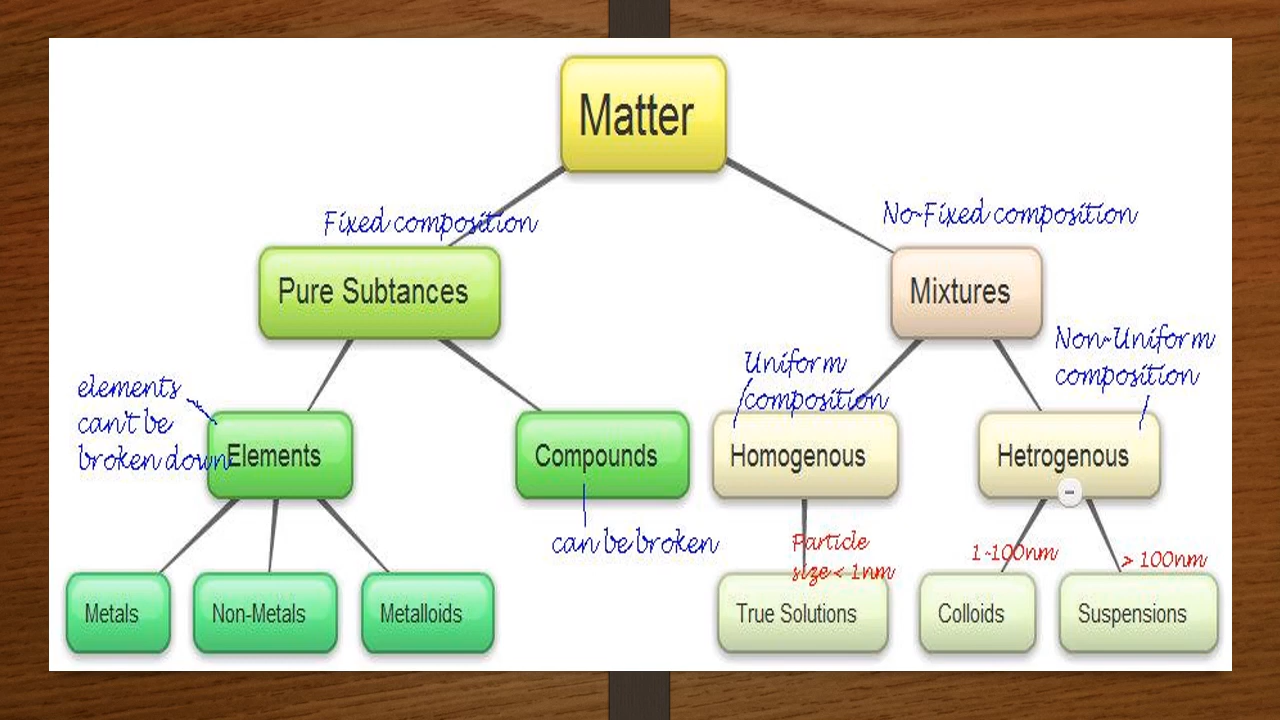 Matter
Fixed composition
No-Fixed composition
Pure Subtances
Mixtures
Uniform
composition
Non-Uniform
composition
elements
can't be
broken down
Elements
Compounds
Homogenous
Hetrogenous
can be broken
Particle
size < 1nm
1-100nm
> 100nm
Metals
Non-Metals
Metalloids
True Solutions
Colloids
Suspensions